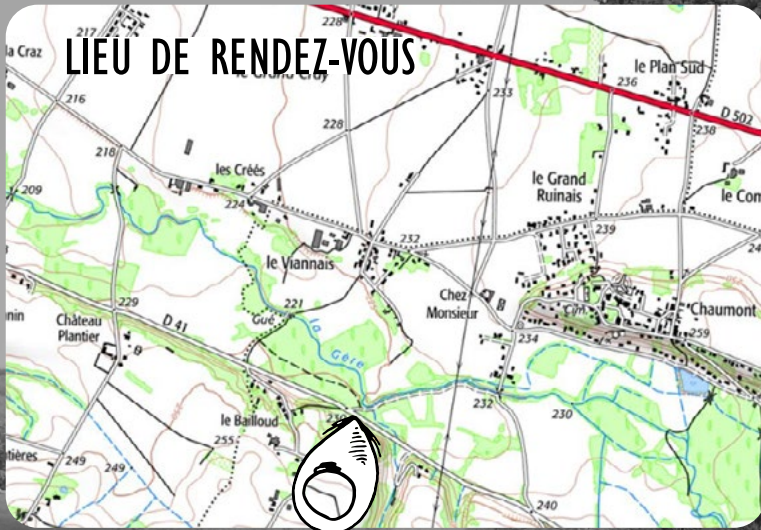 217
228
la Craz
LIEU DE RENDEZ-VOUS
le Plan Sud
233
236
216
D 502
238
228
218
les Créés
209
224
le Grand
Ruinais
le Com
232
239
le Viannais
221
Chez
Monsieur
Chaumont
229
D 41
Château
Plantier
Gué
la Gère
234
259
232
230
le Bailloud
255
249
249
240